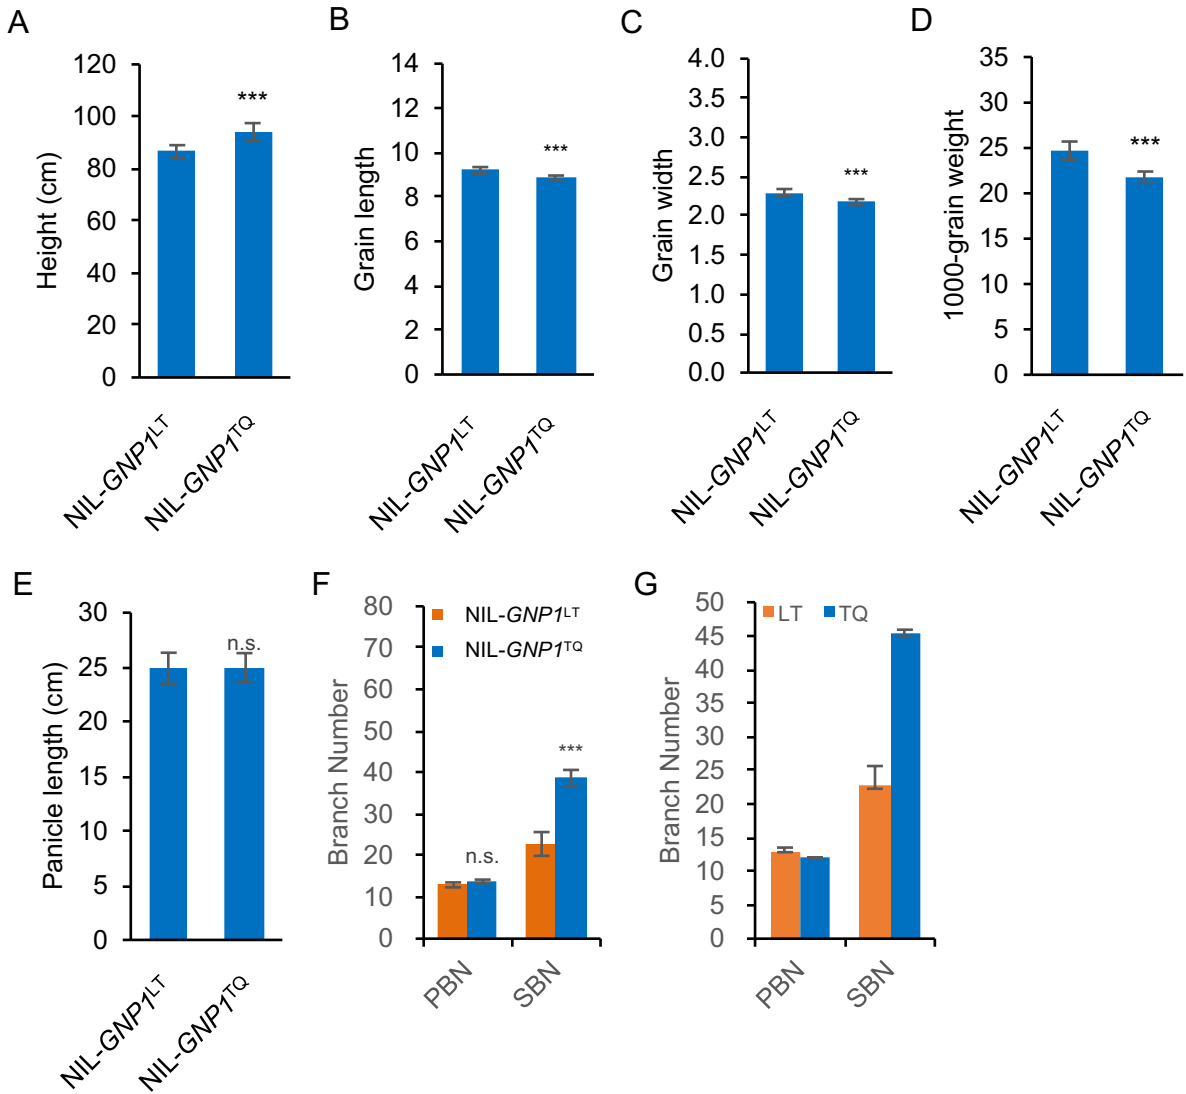 A
Height (cm)
120
100
80
60
40
20
0
***
NIL-GNP1LT
NIL-GNP1TQ
B
Grain length
14
12
10
8
6
4
2
0
***
NIL-GNP1LT
NIL-GNP1TQ
C
Grain width
4.0
3.5
3.0
2.5
2.0
1.5
1.0
0.5
0.0
***
NIL-GNP1LT
NIL-GNP1TQ
D
1000-grain weight
35
30
25
20
15
10
5
0
***
NIL-GNP1LT
NIL-GNP1TQ
E
Panicle length (cm)
30
25
20
15
10
5
0
n.s.
NIL-GNP1LT
NIL-GNP1TQ
F
Branch Number
80
70
60
50
40
30
20
10
0
NIL-GNP1LT
NIL-GNP1TQ
n.s.
***
PBN
SBN
G
Branch Number
50
45
40
35
30
25
20
15
10
5
0
LT
TQ
PBN
SBN